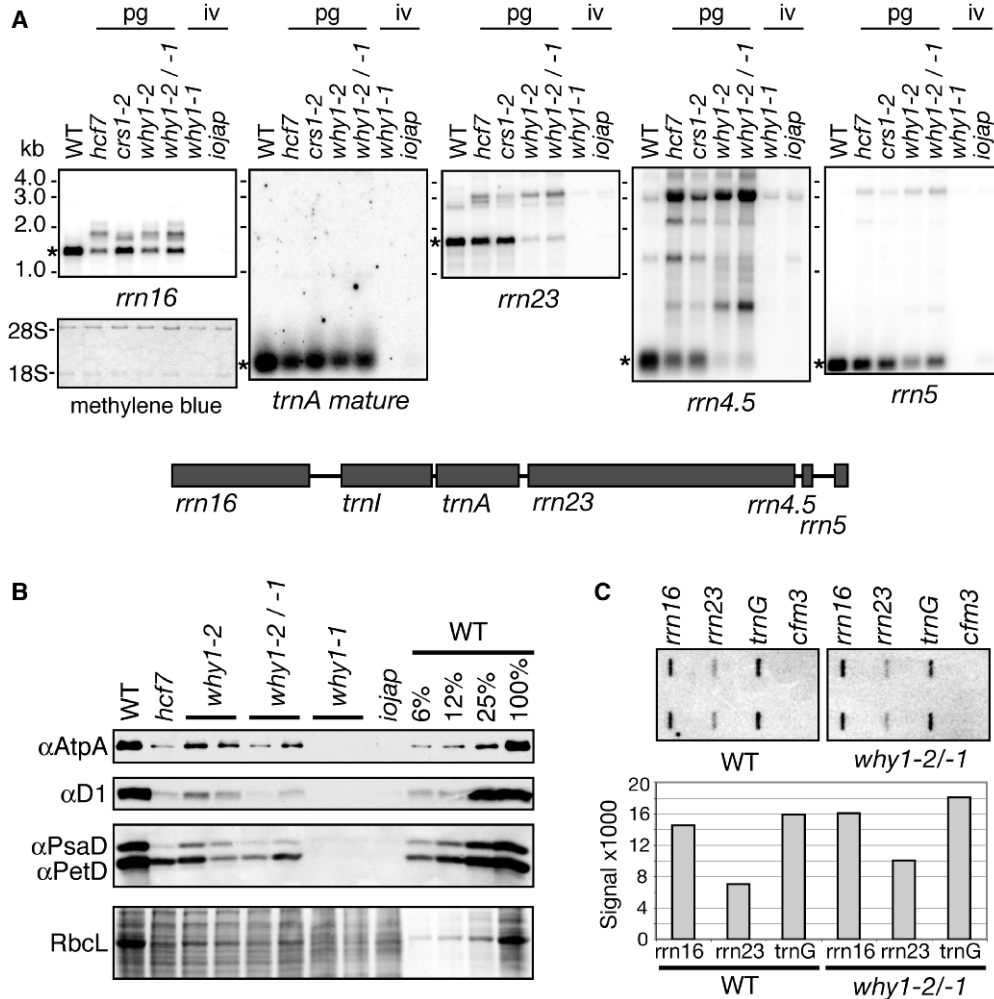 A
pg iv pg iv pg iv
WT hcf7 crs1-2 why1-2 why1-2 / -1 why1-1 iojap
WT hcf7 crs1-2 why1-2 why1-2 / -1 why1-1 iojap
WT hcf7 crs1-2 why1-2 why1-2 / -1 why1-1 iojap
WT hcf7 crs1-2 why1-2 why1-2 / -1 why1-1 iojap
WT hcf7 crs1-2 why1-2 why1-2 / -1 why1-1 iojap
kb
4.0
3.0
2.0
*
1.0
rrn16
28S
18S
methylene blue
*
trnA mature
*
rrn23
*
rrn4.5
*
rrn5
rrn16 trnI trnA rrn23 rrn4.5
rrn5
B
WT
WT hcf7 why1-2 why1-2 / -1 why1-1 iojap 6% 12% 25% 100%
αAtpA
αD1
αPsaD
αPetD
RbcL
C
rrn16 rrn23 trnG cfm3 rrn16 rrn23 trnG cfm3
WT why1-2/-1
Signal x1000
20
16
12
8
4
0
rrn16 rrn23 trnG rrn16 rrn23 trnG
WT why1-2/-1